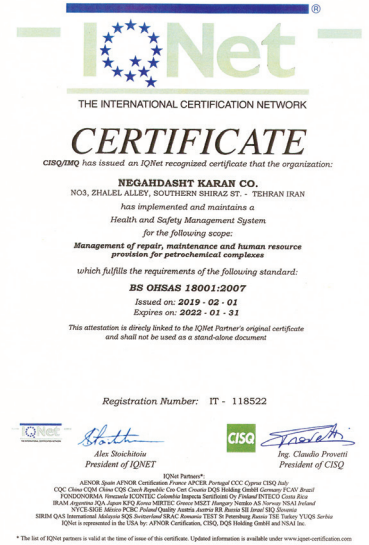 IQNet ®
THE INTERNATIONAL CERTIFICATION NETWORK
CERTIFICATE
CISQ/IMQ has issued an IQNet recognized certificate that the organization:
NEGAHDASHT KARAN CO.
NO3, ZHALEL ALLEY, SOUTHERN SHIRAZ ST. - TEHRAN IRAN
has implemented and maintains a
Health and Safety Management System
for the following scope:
Management of repair, maintenance and human resource
provision for petrochemical complexes
which fulfills the requirements of the following standard:
BS OHSAS 18001:2007
Issued on: 2019 - 02 - 01
Expires on: 2022 - 01 - 31
This attestation is direcly linked to the IQNet Partner's original certificate
and shall not be used as a stand-alone document
Registration Number: IT - 118522
IQNet
CISQ
Alex Stoichitoiu
President of IQNET
Ing. Claudio Provetti
President of CISQ
IQNet Partners*:
AENOR Spain AFNOR Certification France APCER Portugal CCC Cyprus CISQ Italy
CQC China CQM China CQS Czech Republic Cro Cert Croatia DQS Holding GmbH Germany FCAV Brazil
FONDONORMA Venezuela ICONTEC Colombia Inspecta Sertifiointi Oy Finland INTECO Costa Rica
IRAM Argentina JQA Japan KFQ Korea MIRTEC Greece MSZT Hungary Nemko AS Norway NSAI Ireland
NYCE-SIGE México PCBC Poland Quality Austria Austria RR Russia SII Israel SIQ Slovenia
SIRIM QAS International Malaysia SQS Switzerland SRAC Romania TEST St Petersburg Russia TSE Turkey YUQS Serbia
IQNet is represented in the USA by: AFNOR Certification, CISQ, DQS Holding GmbH and NSAI Inc.
* The list of IQNet partners is valid at the time of issue of this certificate. Updated information is available under www.iqnet-certification.com